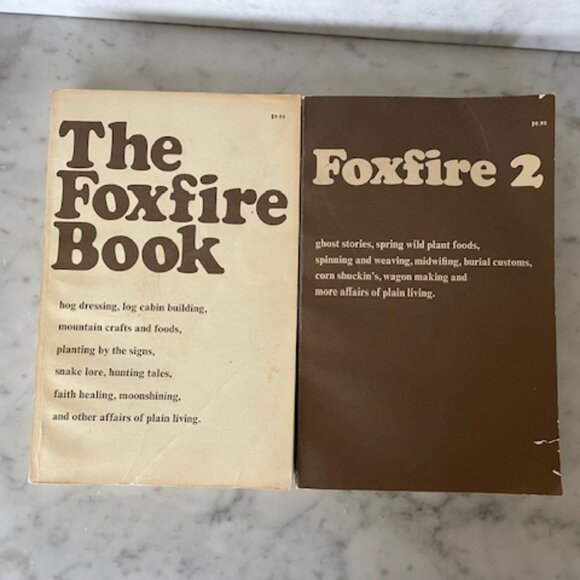 $8.95
The
Foxfire
Book
hog dressing, log cabin building,
mountain crafts and foods,
planting by the signs,
snake lore, hunting tales,
faith healing, moonshining,
and other affairs of plain living.
$9.95
Foxfire 2
ghost stories, spring wild plant foods,
spinning and weaving, midwifing, burial customs,
corn shuckin's, wagon making and
more affairs of plain living.